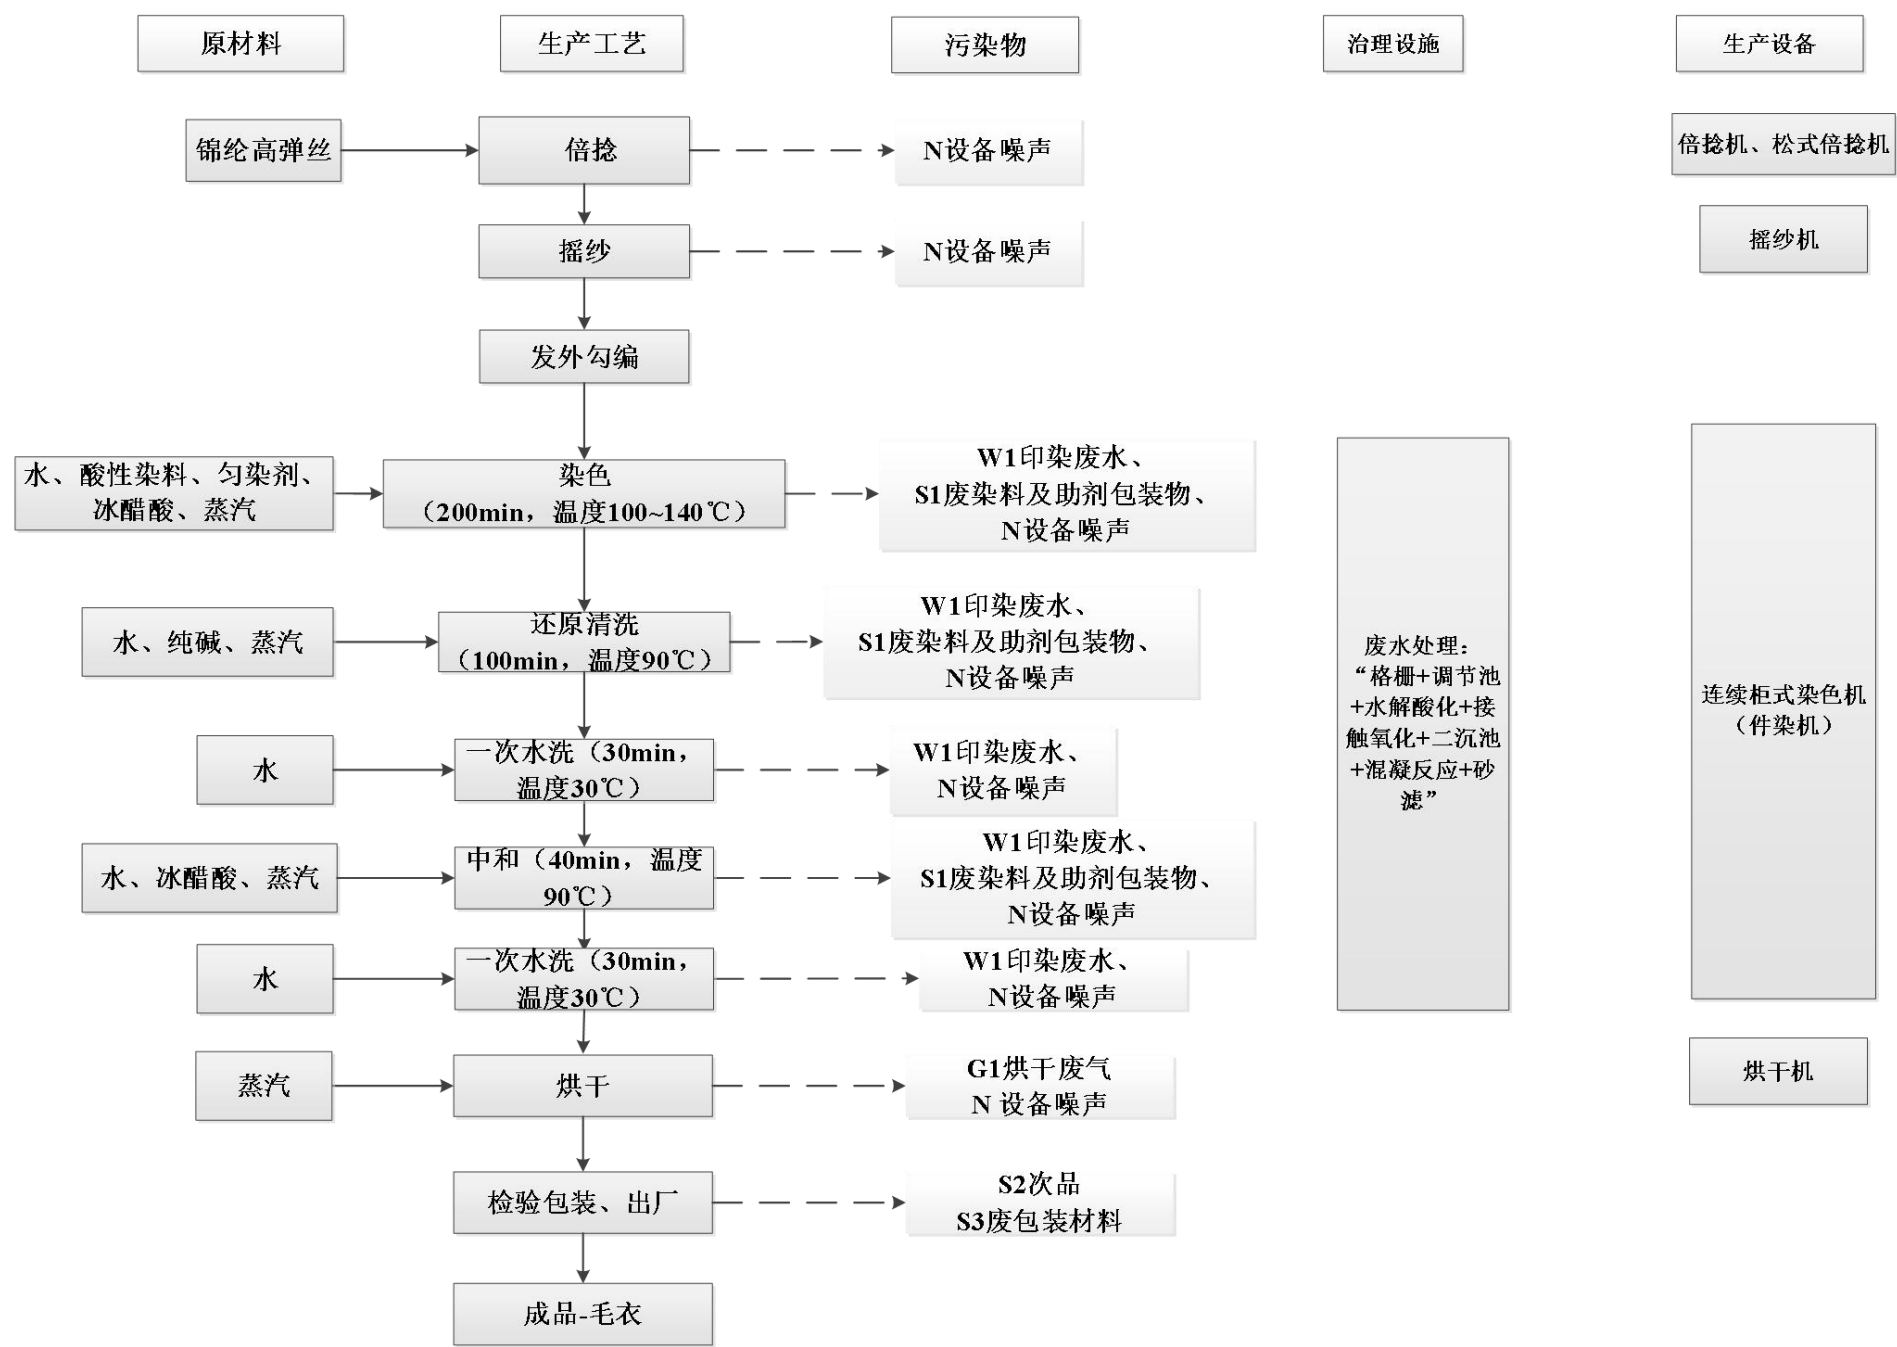 原材料
生产工艺
污染物
治理设施
生产设备
锦纶高弹丝
倍捻
N设备噪声
倍捻机、松式倍捻机
摇纱
N设备噪声
摇纱机
发外勾编
水、酸性染料、匀染剂、
冰醋酸、蒸汽
染色
（200min，温度100~140℃）
W1印染废水、
S1废染料及助剂包装物、
N设备噪声
水、纯碱、蒸汽
还原清洗
（100min，温度90℃）
W1印染废水、
S1废染料及助剂包装物、
N设备噪声
废水处理：
“格栅+调节池
+水解酸化+接
触氧化+二沉池
+混凝反应+砂
滤”
连续柜式染色机
（件染机）
水
一次水洗（30min，
温度30℃）
W1印染废水、
N设备噪声
水、冰醋酸、蒸汽
中和（40min，温度
90℃）
W1印染废水、
S1废染料及助剂包装物、
N设备噪声
水
一次水洗（30min，
温度30℃）
W1印染废水、
N设备噪声
蒸汽
烘干
G1烘干废气
N 设备噪声
烘干机
检验包装、出厂
S2次品
S3废包装材料
成品-毛衣